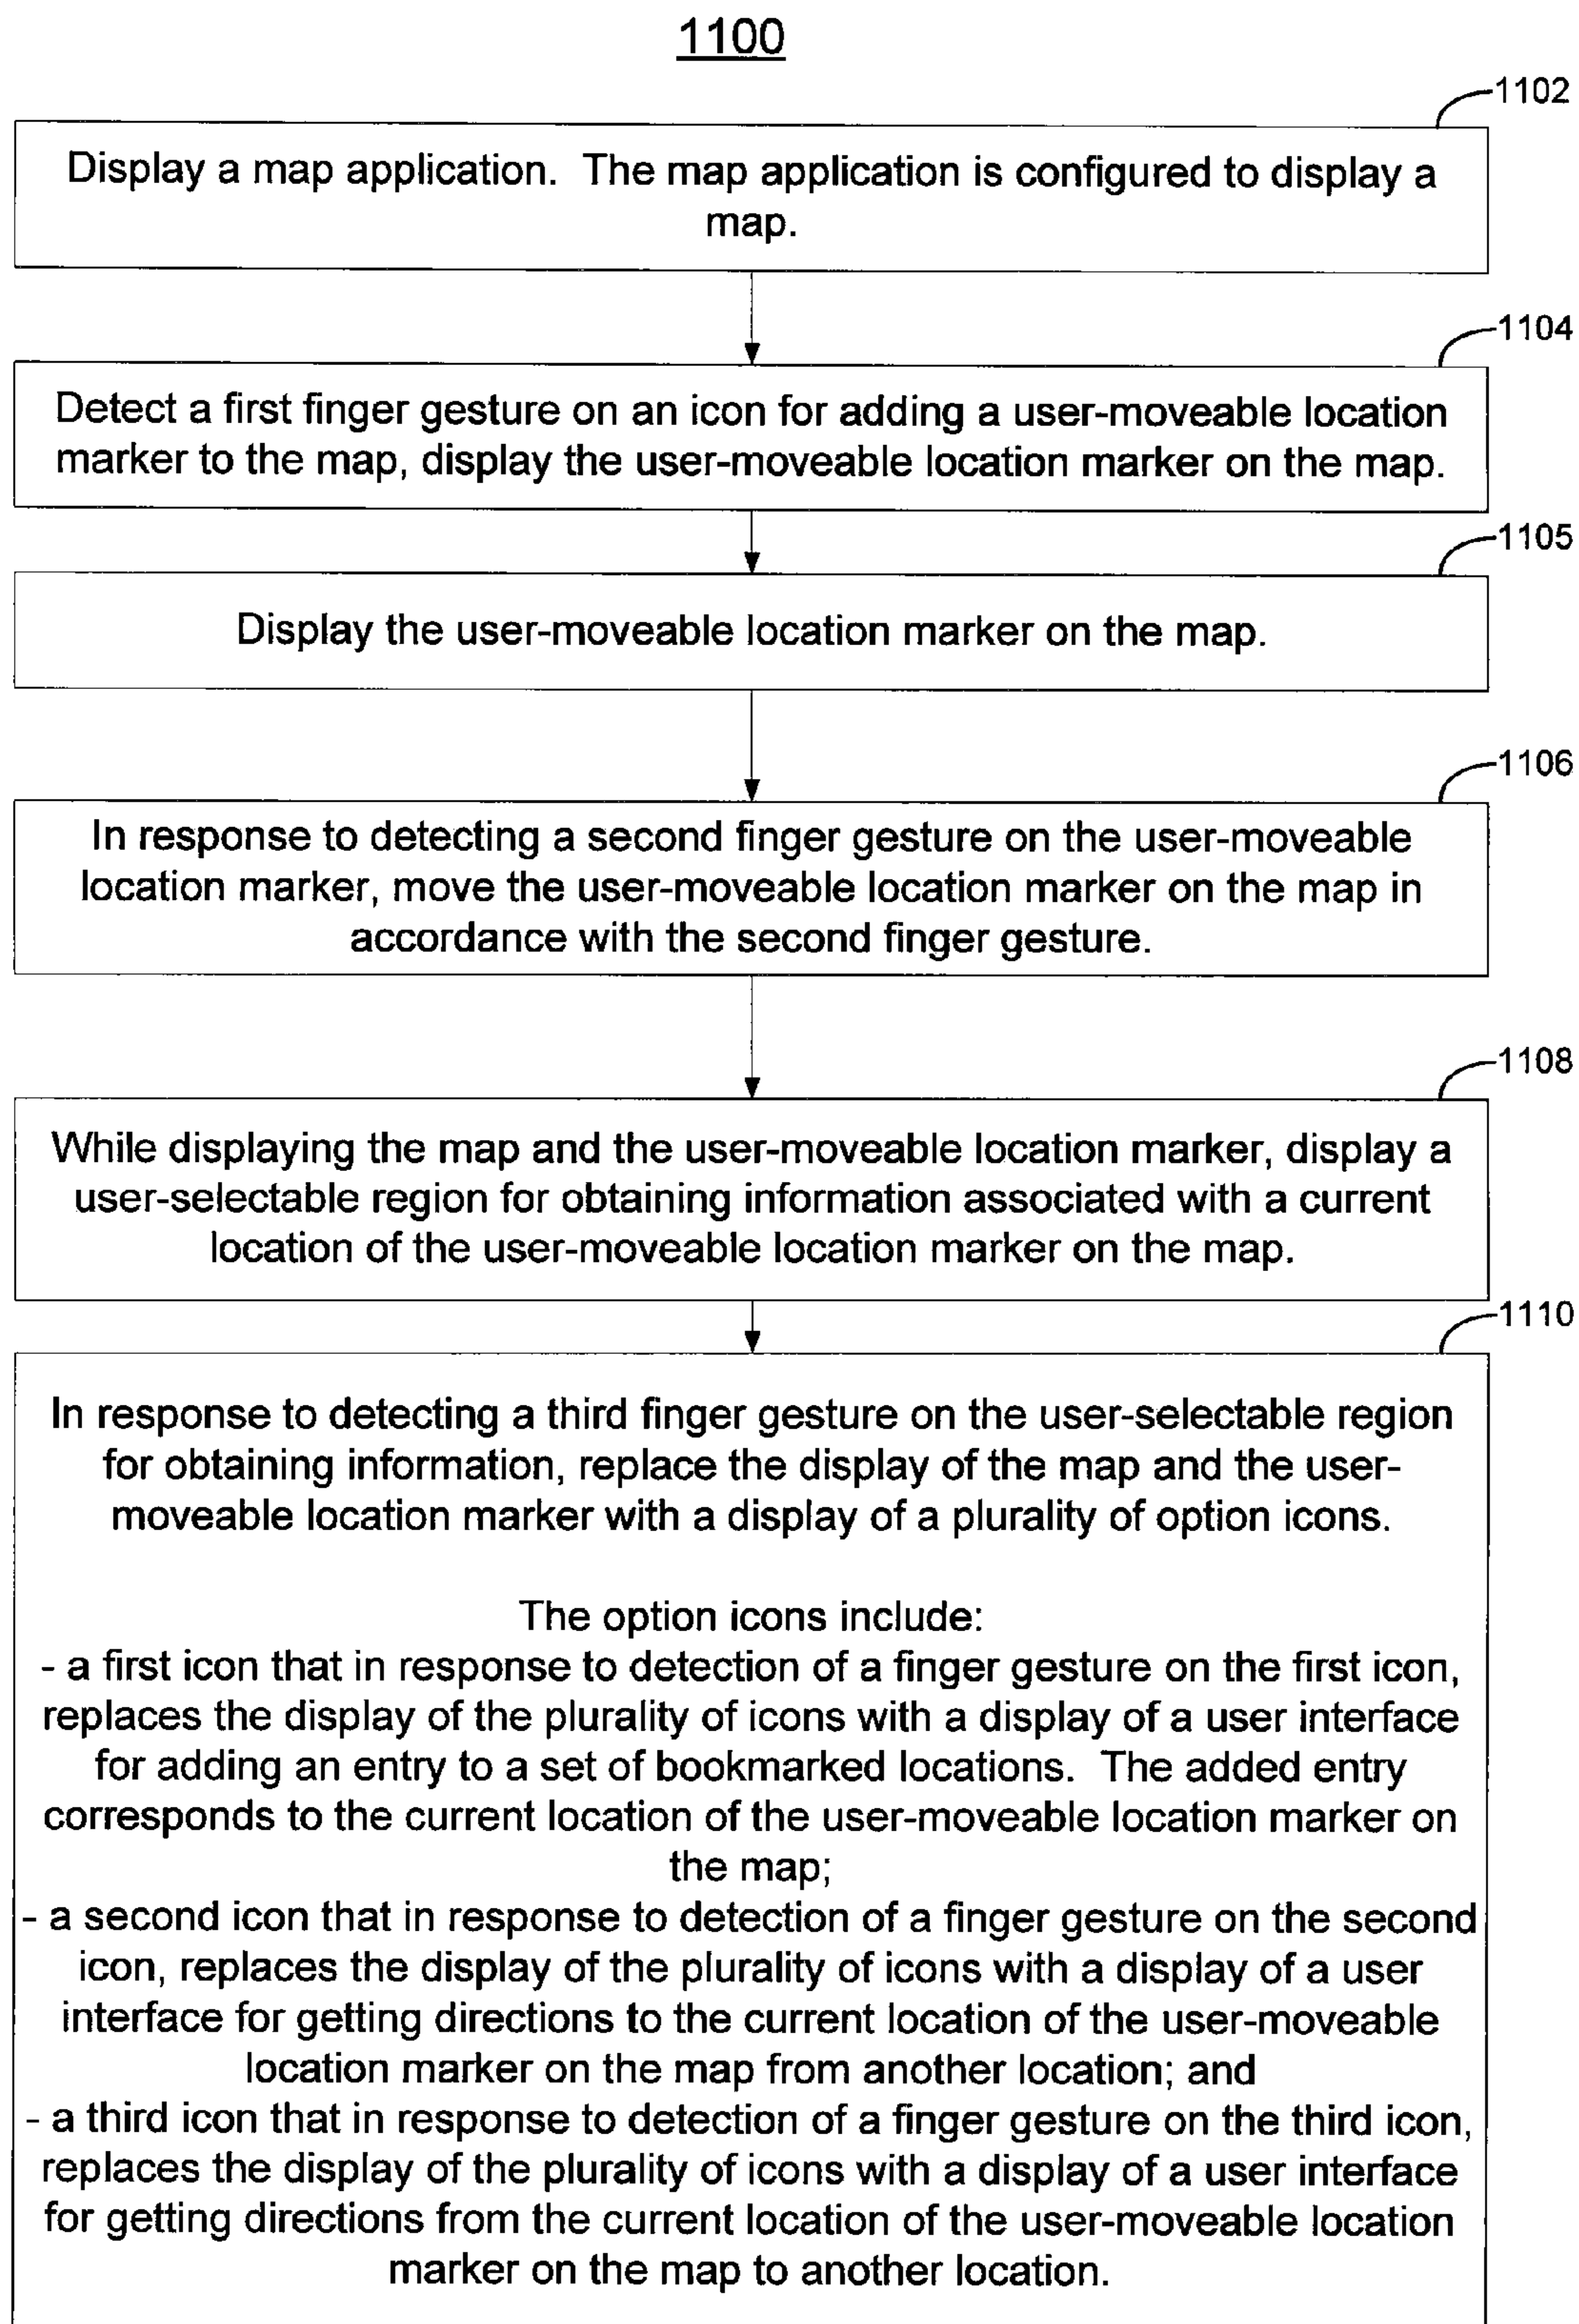 1100
1102
Display a map application. The map application is configured to display a
map.
1104
Detect a first finger gesture on an icon for adding a user-moveable location
marker to the map, display the user-moveable location marker on the map.
1105
Display the user-moveable location marker on the map.
1106
In response to detecting a second finger gesture on the user-moveable
location marker, move the user-moveable location marker on the map in
accordance with the second finger gesture.
1108
While displaying the map and the user-moveable location marker, display a
user-selectable region for obtaining information associated with a current
location of the user-moveable location marker on the map.
1110
In response to detecting a third finger gesture on the user-selectable region
for obtaining information, replace the display of the map and the user-
moveable location marker with a display of a plurality of option icons.
The option icons include:
- a first icon that in response to detection of a finger gesture on the first icon,
replaces the display of the plurality of icons with a display of a user interface
for adding an entry to a set of bookmarked locations. The added entry
corresponds to the current location of the user-moveable location marker on
the map;
- a second icon that in response to detection of a finger gesture on the second
icon, replaces the display of the plurality of icons with a display of a user
interface for getting directions to the current location of the user-moveable
location marker on the map from another location; and
- a third icon that in response to detection of a finger gesture on the third icon,
replaces the display of the plurality of icons with a display of a user interface
for getting directions from the current location of the user-moveable location
marker on the map to another location.